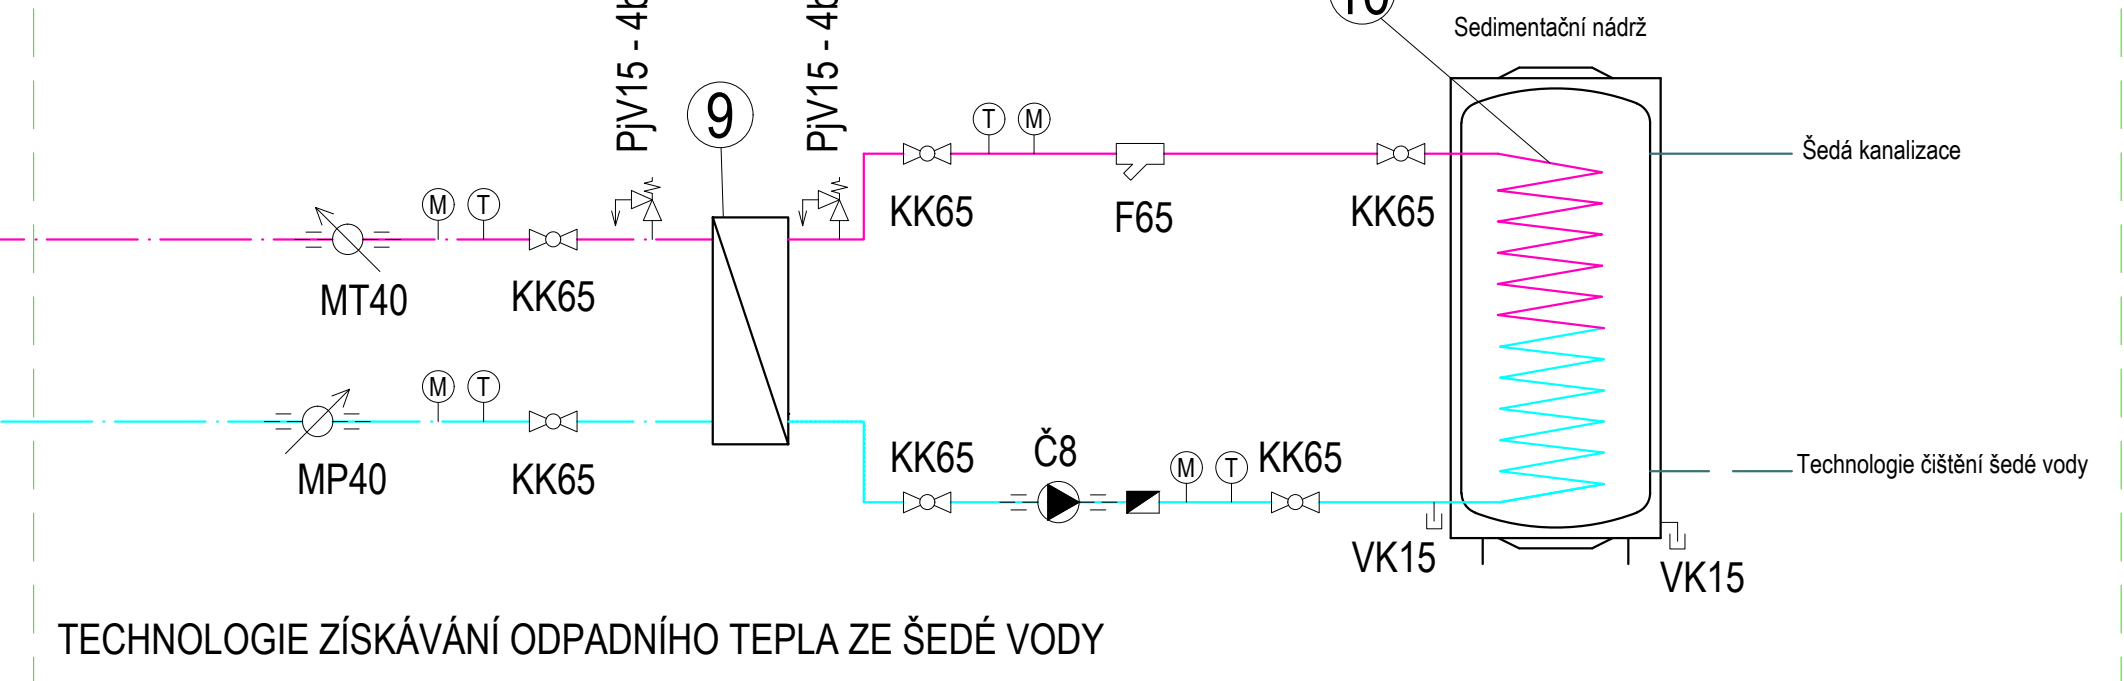 Sedimentační nádrž
PjV15 - 4b
PjV15 - 4b
9
T
M
Šedá kanalizace
KK65
F65
KK65
M
T
MT40
KK65
M
T
MP40
KK65
KK65
Č8
M
T
KK65
Technologie čištění šedé vody
VK15
VK15
TECHNOLOGIE ZÍSKÁVÁNÍ ODPADNÍHO TEPLA ZE ŠEDÉ VODY